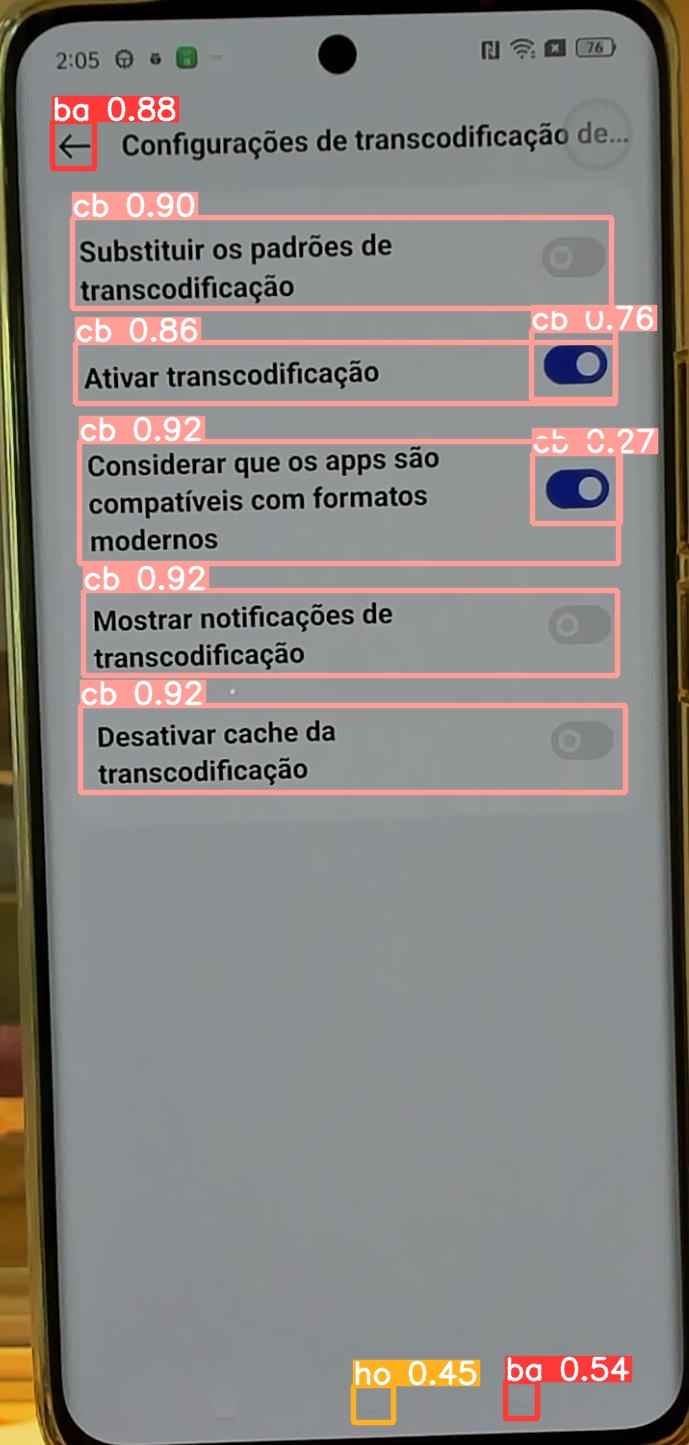 2:05
76
ba 0.88
Configurações de transcodificação de...
cb 0.90
Substituir os padrões de
transcodificação
cb 0.76
cb 0.86
Ativar transcodificação
cb 0.92
cb 0.27
Considerar que os apps são
compatíveis com formatos
modernos
cb 0.92
Mostrar notificações de
transcodificação
cb 0.92
Desativar cache da
transcodificação
ho 0.45
ba 0.54